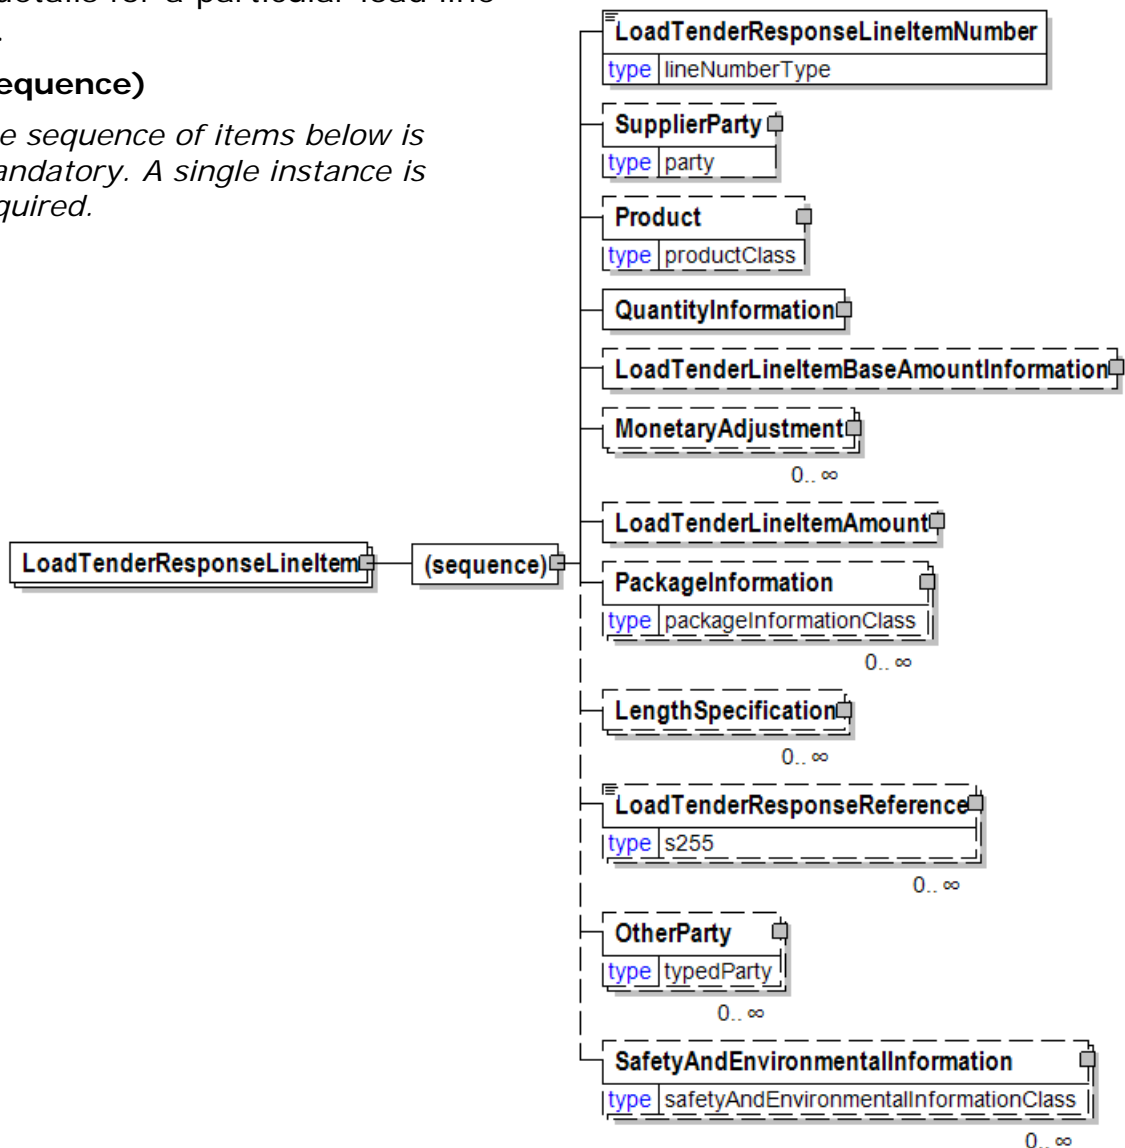 details for a particular load line
.
equence)
e sequence of items below is
andatory. A single instance is
quired.
LoadTenderResponseLineItem
(sequence)
LoadTenderResponseLineItemNumber
type lineNumberType
SupplierParty
type party
Product
type productClass
QuantityInformation
LoadTenderLineItemBaseAmountInformation
MonetaryAdjustment
0.. ∞
LoadTenderLineItemAmount
PackageInformation
type packageInformationClass
0.. ∞
LengthSpecification
0.. ∞
LoadTenderResponseReference
type s255
0.. ∞
OtherParty
type typedParty
0.. ∞
SafetyAndEnvironmentalInformation
type safetyAndEnvironmentalInformationClass
0.. ∞